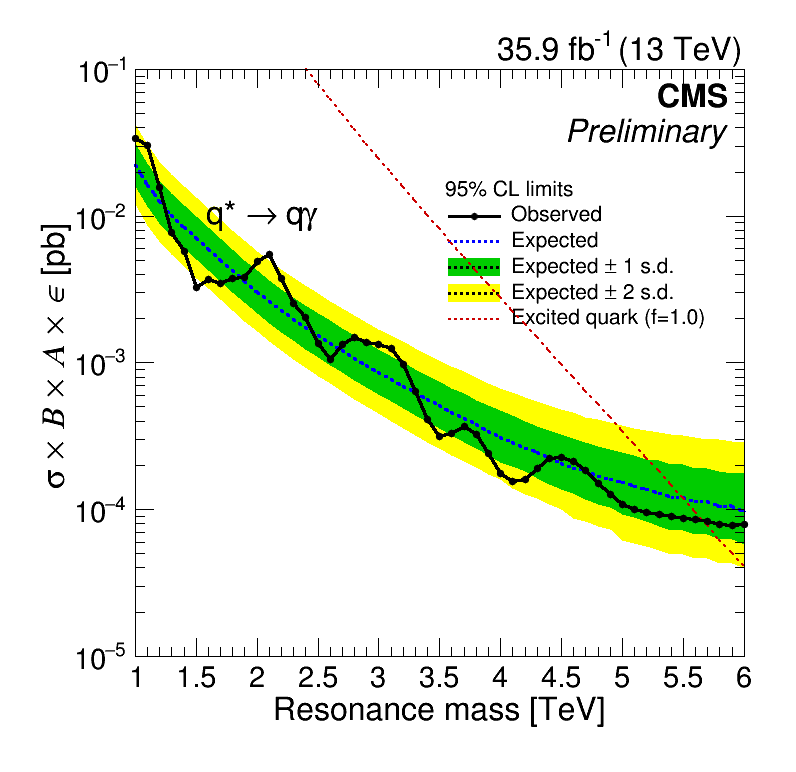 35.9 fb⁻¹ (13 TeV)
CMS
Preliminary
95% CL limits
Observed
Expected
Expected ± 1 s.d.
Expected ± 2 s.d.
Excited quark (f=1.0)
q* → qγ
σ × B × A × ϵ [pb]
10⁻¹
10⁻²
10⁻³
10⁻⁴
10⁻⁵
1 1.5 2 2.5 3 3.5 4 4.5 5 5.5 6
Resonance mass [TeV]